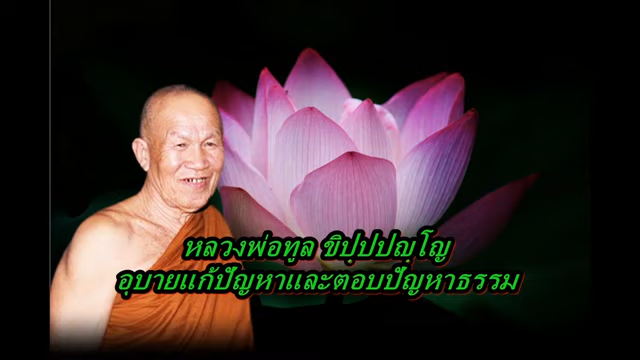 หลวงพ่อทูล ขิปฺปปญฺโญ
อุบายแก้ปัญหาและตอบปัญหาธรรม